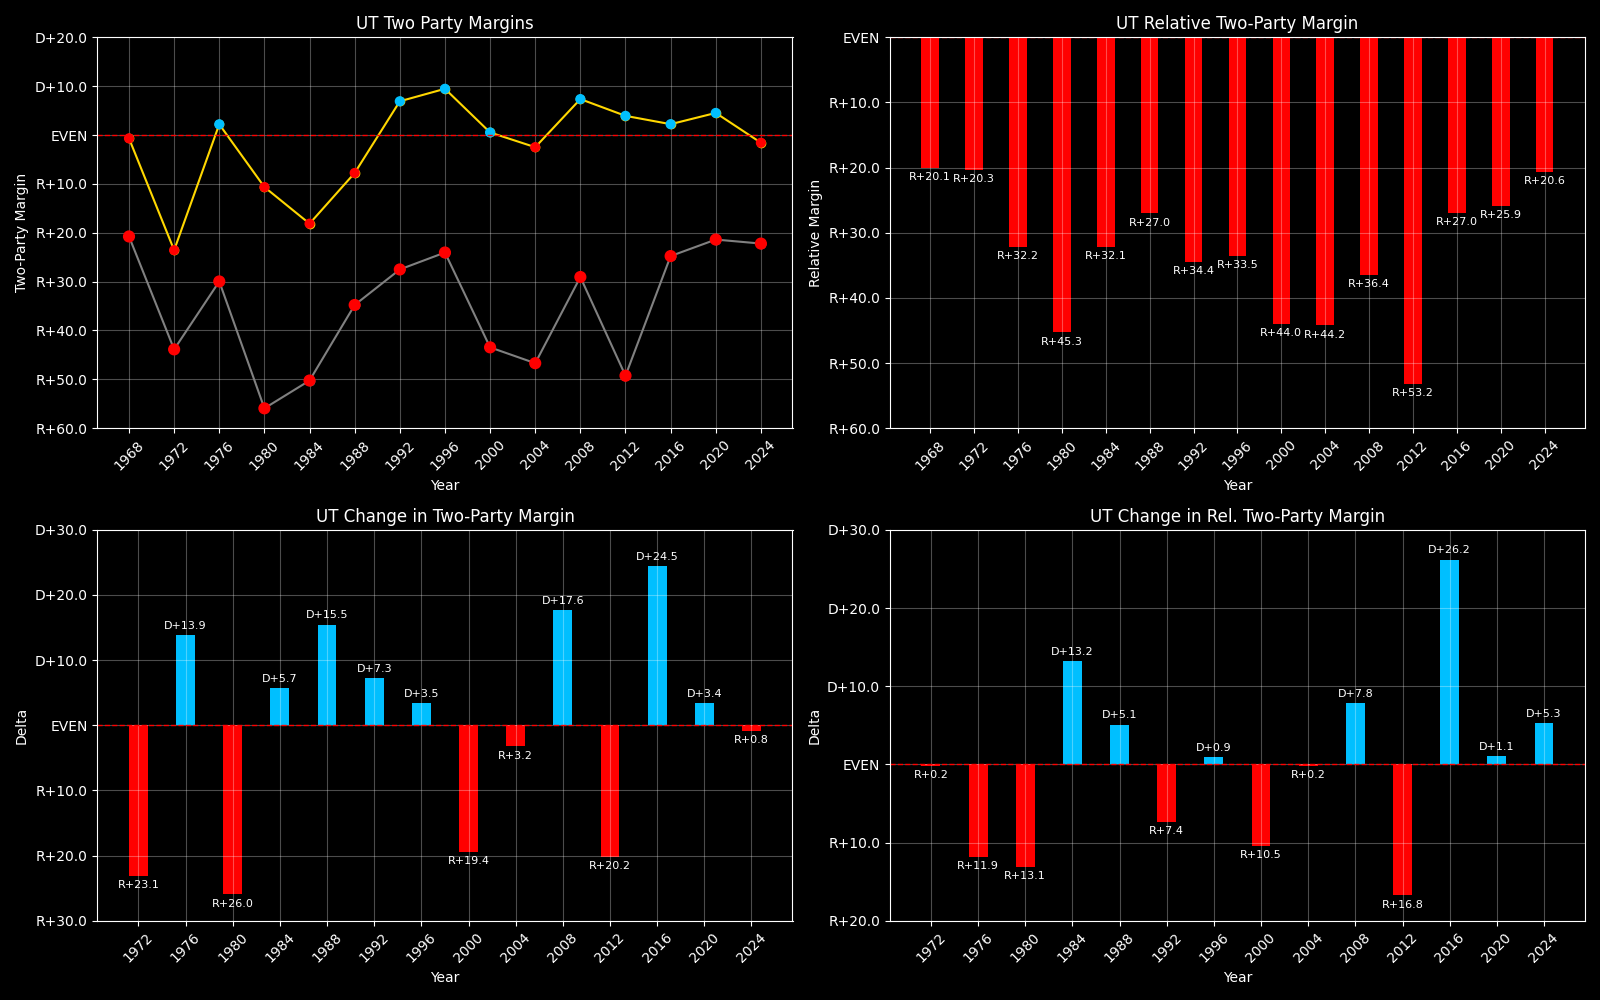 UT Two Party Margins
D+20.0
D+10.0
EVEN
R+10.0
R+20.0
R+30.0
R+40.0
R+50.0
R+60.0
Two-Party Margin
1968 1972 1976 1980 1984 1988 1992 1996 2000 2004 2008 2012 2016 2020 2024
Year
UT Relative Two-Party Margin
EVEN
R+10.0
R+20.0
R+30.0
R+40.0
R+50.0
R+60.0
Relative Margin
R+20.1 R+20.3 R+32.2 R+45.3 R+32.1 R+27.0 R+34.4 R+33.5 R+44.0 R+44.2 R+36.4 R+53.2 R+27.0 R+25.9 R+20.6
1968 1972 1976 1980 1984 1988 1992 1996 2000 2004 2008 2012 2016 2020 2024
Year
UT Change in Two-Party Margin
D+30.0
D+20.0
D+10.0
EVEN
R+10.0
R+20.0
R+30.0
Delta
R+23.1 D+13.9 R+26.0 D+5.7 D+15.5 D+7.3 D+3.5 R+19.4 R+3.2 D+17.6 R+20.2 D+24.5 D+3.4 R+0.8
1972 1976 1980 1984 1988 1992 1996 2000 2004 2008 2012 2016 2020 2024
Year
UT Change in Rel. Two-Party Margin
D+30.0
D+20.0
D+10.0
EVEN
R+10.0
R+20.0
Delta
R+0.2 R+11.9 R+13.1 D+13.2 D+5.1 R+7.4 D+0.9 R+10.5 R+0.2 D+7.8 R+16.8 D+26.2 D+1.1 D+5.3
1972 1976 1980 1984 1988 1992 1996 2000 2004 2008 2012 2016 2020 2024
Year